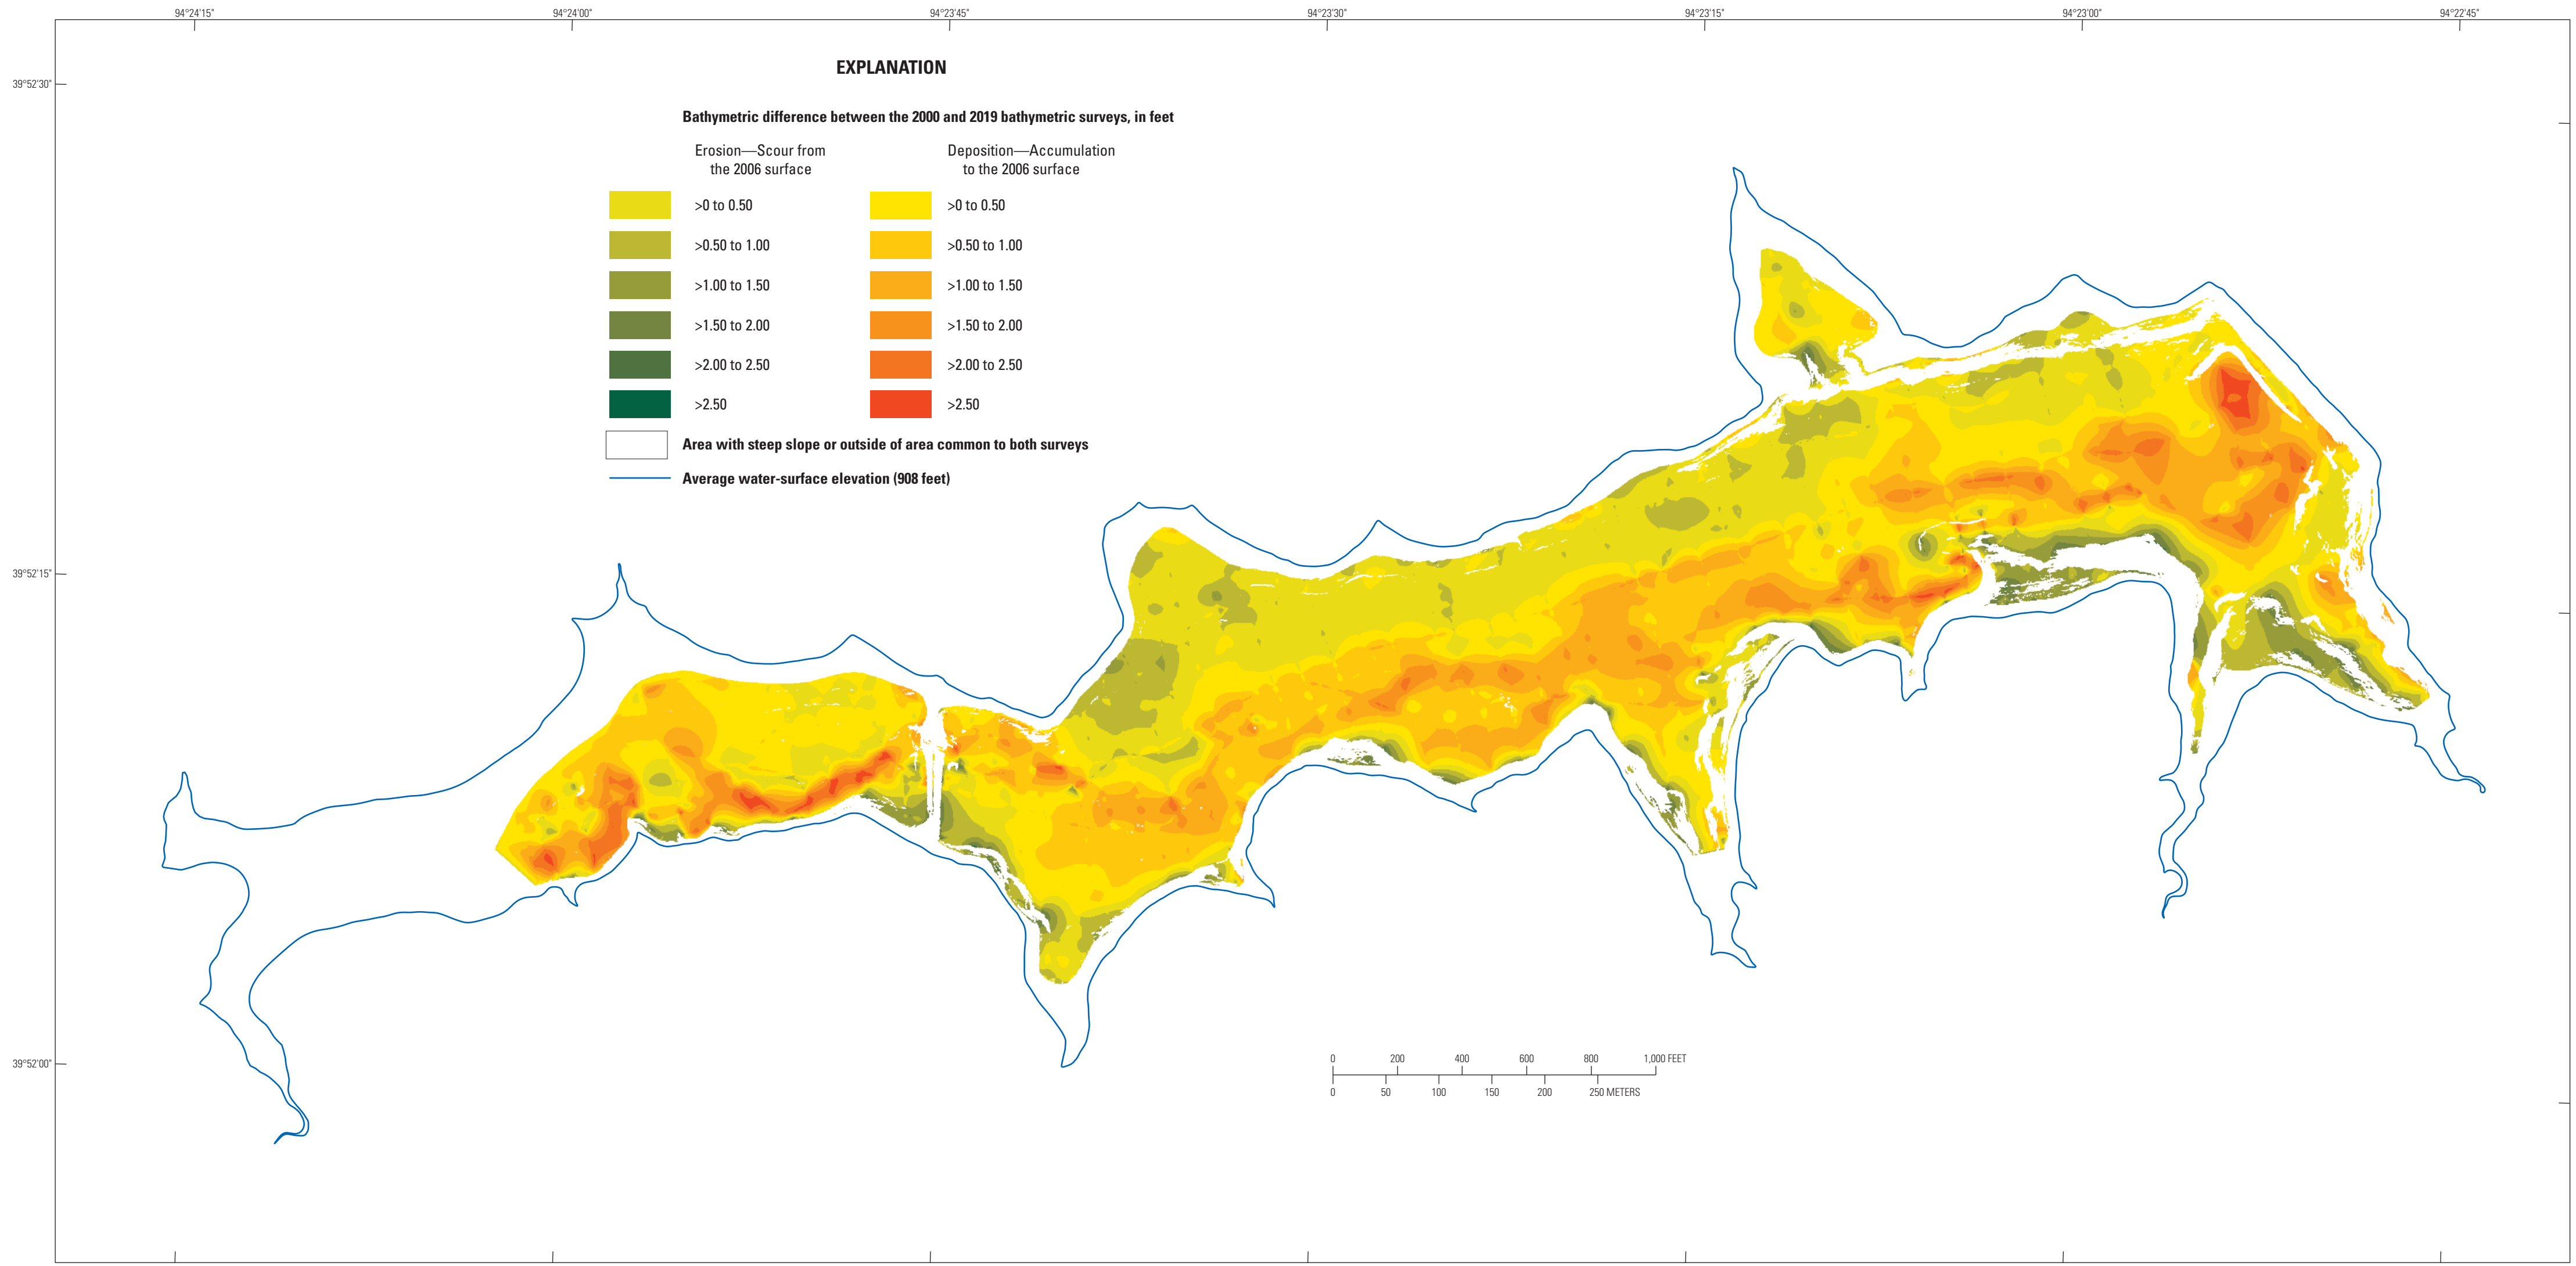 94°24'15" 94°24'00" 94°23'45" 94°23'30" 94°23'15" 94°23'00" 94°22'45"
EXPLANATION
39°52'30"
Bathymetric difference between the 2000 and 2019 bathymetric surveys, in feet
Erosion—Scour from
the 2006 surface
Deposition—Accumulation
to the 2006 surface
>0 to 0.50 >0 to 0.50
>0.50 to 1.00 >0.50 to 1.00
>1.00 to 1.50 >1.00 to 1.50
>1.50 to 2.00 >1.50 to 2.00
>2.00 to 2.50 >2.00 to 2.50
>2.50 >2.50
Area with steep slope or outside of area common to both surveys
Average water-surface elevation (908 feet)
39°52'15"
39°52'00"
0 200 400 600 800 1,000 FEET
0 50 100 150 200 250 METERS